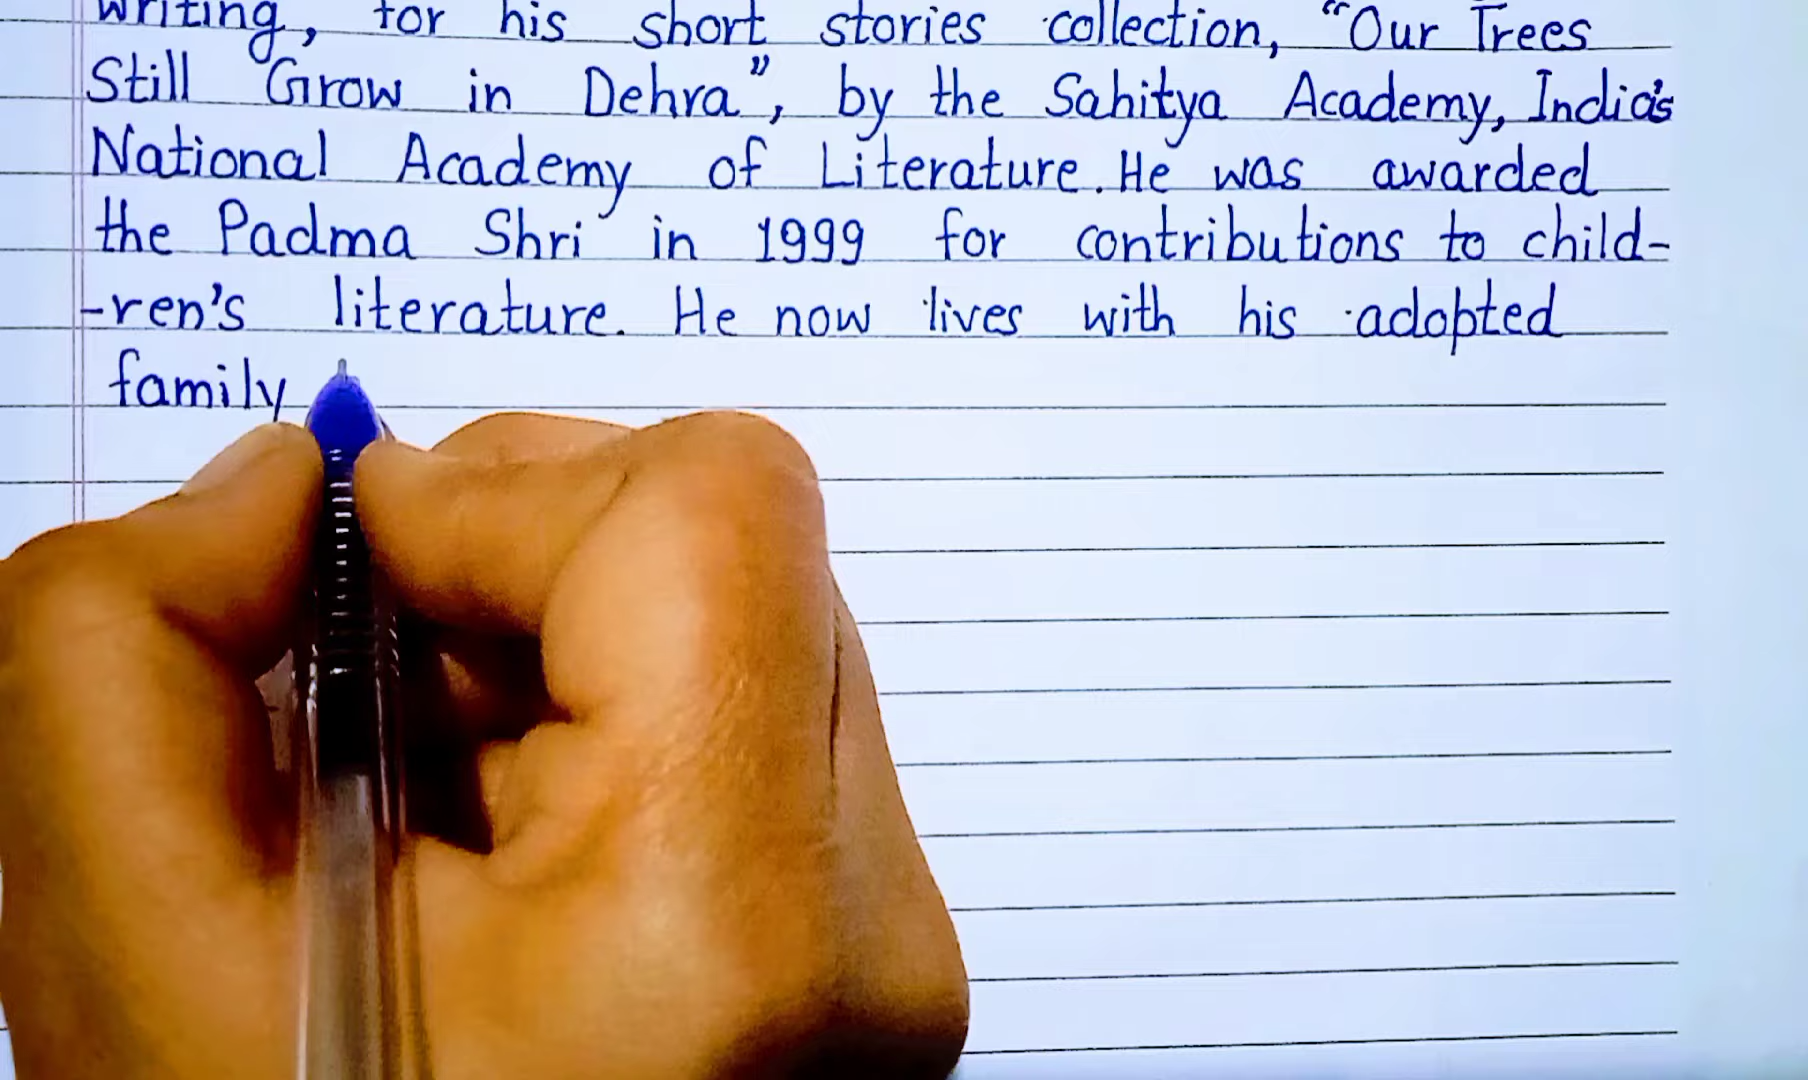 writing, for his short stories collection, “Our Trees
Still Grow in Dehra”, by the Sahitya Academy, India's
National Academy of Literature. He was awarded
the Padma Shri in 1999 for contributions to child-
-ren's literature. He now lives with his adopted
family